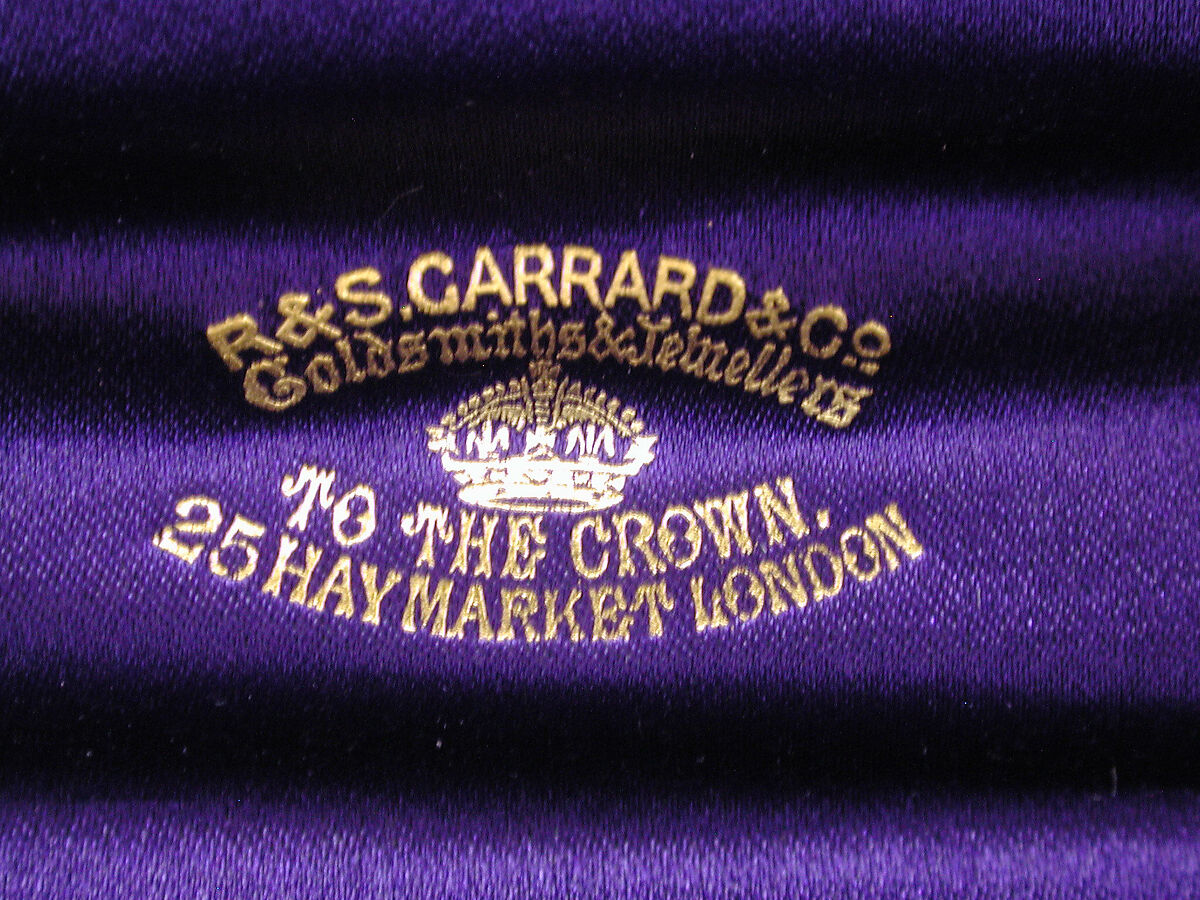 R & S. GARRARD & Co
Goldsmiths & Jewellers
TO THE CROWN.
25 HAYMARKET LONDON